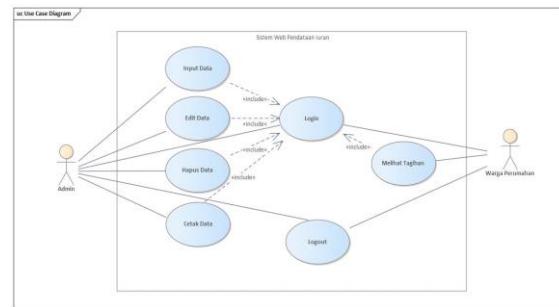 uc Use Case Diagram
Sistem Web Pendataan iuran
Input Data
«include»
Edit Data
«include»
Login
«include»
Hapus Data
«include»
Melihat Tagihan
«include»
Cetak Data
Logout
Admin
Warga Perumahan